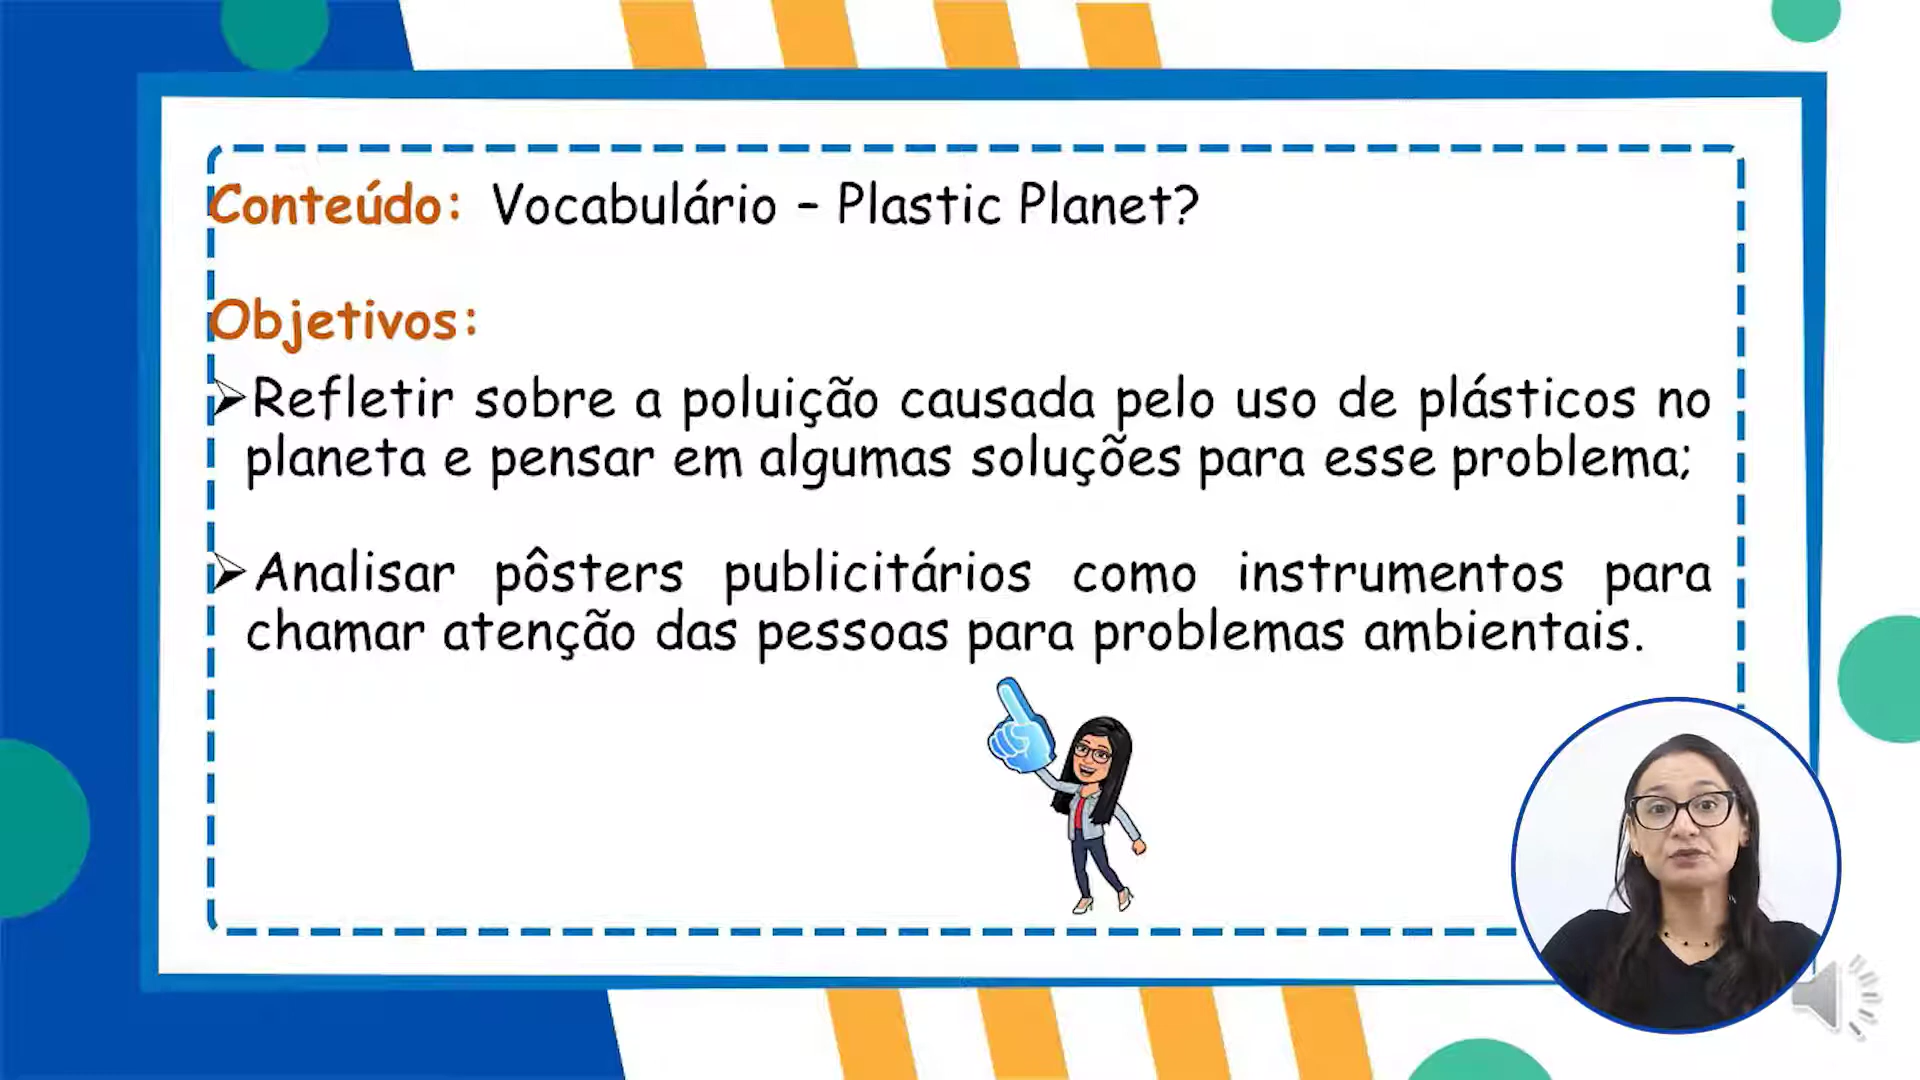 Conteúdo: Vocabulário – Plastic Planet?
Objetivos:
➢Refletir sobre a poluição causada pelo uso de plásticos no
planeta e pensar em algumas soluções para esse problema;
➢Analisar pôsters publicitários como instrumentos para
chamar atenção das pessoas para problemas ambientais.